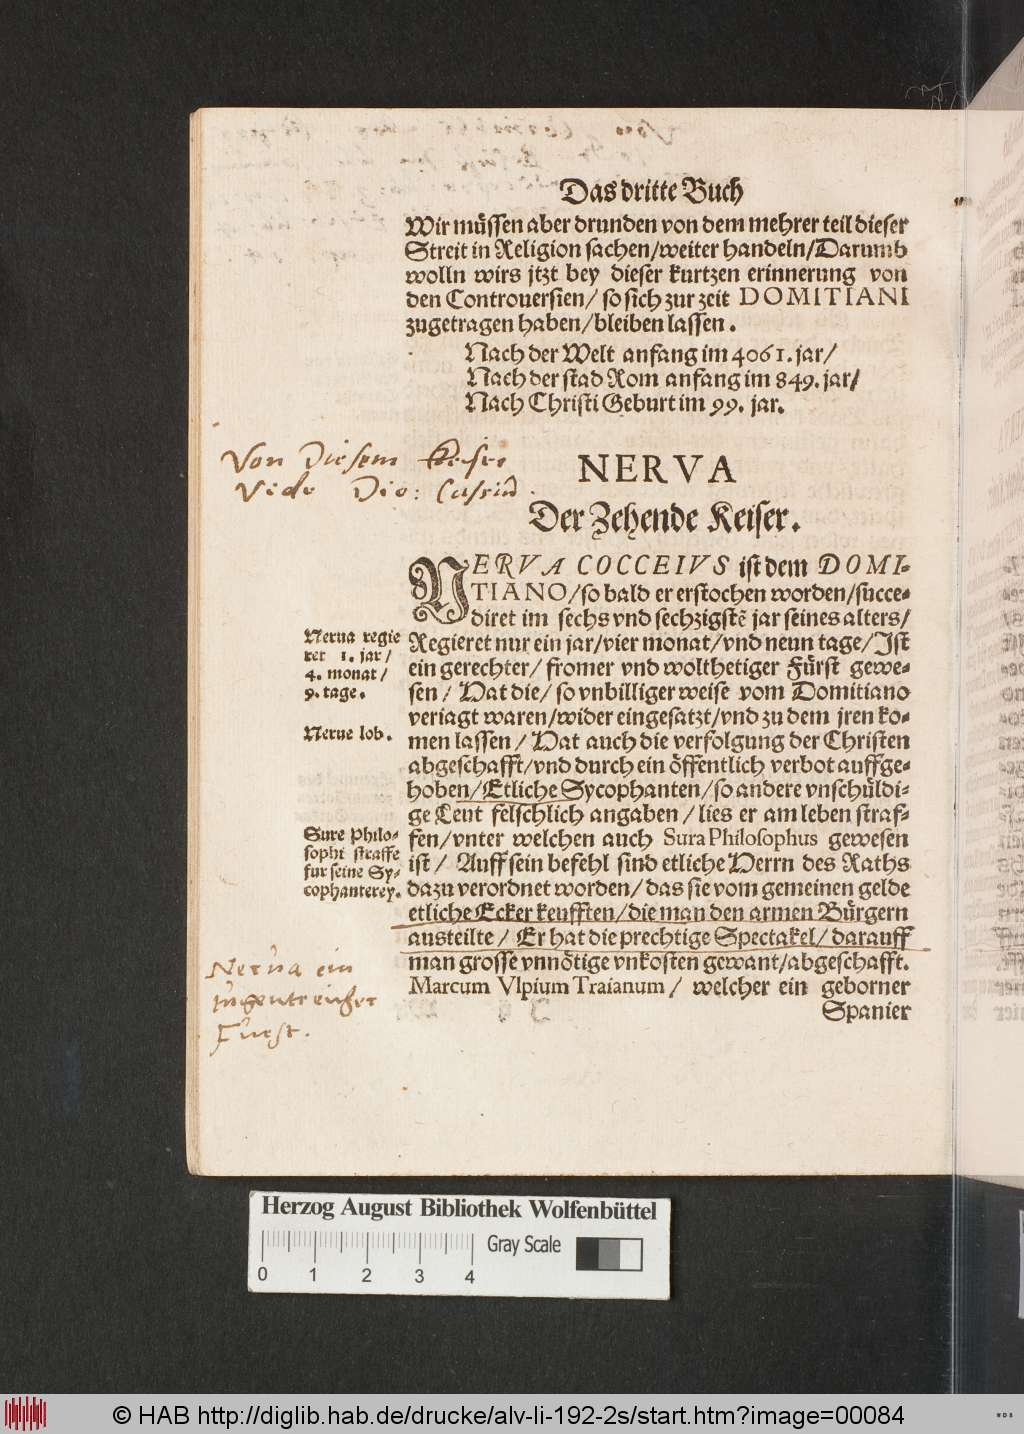 Das dritte Buch
Wir müssen aber drunden von dem mehrer teil dieser
Streit in Religion sachen/weiter handeln/Darumb
wolln wirs jtzt bey dieser kurtzen erinnerung von
den Controuersien/ so sich zur zeit DOMITIANI
zugetragen haben/bleiben lassen.
Nach der Welt anfang im 4061. jar/
Nach der stad Rom anfang im 849. jar/
Nach Christi Geburt im 99. jar.
Von Diesem Keiser
Vide Dio: Cassiū.
NERVA
Der Zehende Keiser.
NERVA COCCEIVS ist dem DOMI-
TIANO/so bald er erstochen worden/succe-
diret im sechs vnd sechzigstē jar seines alters/
Nerua regie
ret 1. jar/
4. monat/
9. tage.
Regieret nur ein jar/vier monat/vnd neun tage/Ist
ein gerechter/ fromer vnd wolthetiger Fürst gewe-
sen/ Hat die/ so vnbilliger weise vom Domitiano
veriagt waren/wider eingesatzt/vnd zu dem jren ko-
Nerue lob.
men lassen/ Hat auch die verfolgung der Christen
abgeschafft/vnd durch ein öffentlich verbot auffge-
hoben/Etliche Sycophanten/so andere vnschüldi-
ge Leut felschlich angaben/ lies er am leben straf-
Sure Philo-
sophi straffe
fur seine Sy-
cophanterey.
fen/vnter welchen auch Sura Philosophus gewesen
ist/ Auff sein befehl sind etliche Herrn des Raths
dazu verordnet worden/das sie vom gemeinen gelde
etliche Ecker keufften/die man den armen Bürgern
austeilte/ Er hat die prechtige Spectakel/darauff
man grosse vnnötige vnkosten gewant/abgeschafft.
Marcum Vlpium Traianum/ welcher ein geborner
Spanier
Nerua ein
tugentreicher
Furst.
Herzog August Bibliothek Wolfenbüttel
Gray Scale
0 1 2 3 4
© HAB http://diglib.hab.de/drucke/alv-li-192-2s/start.htm?image=00084